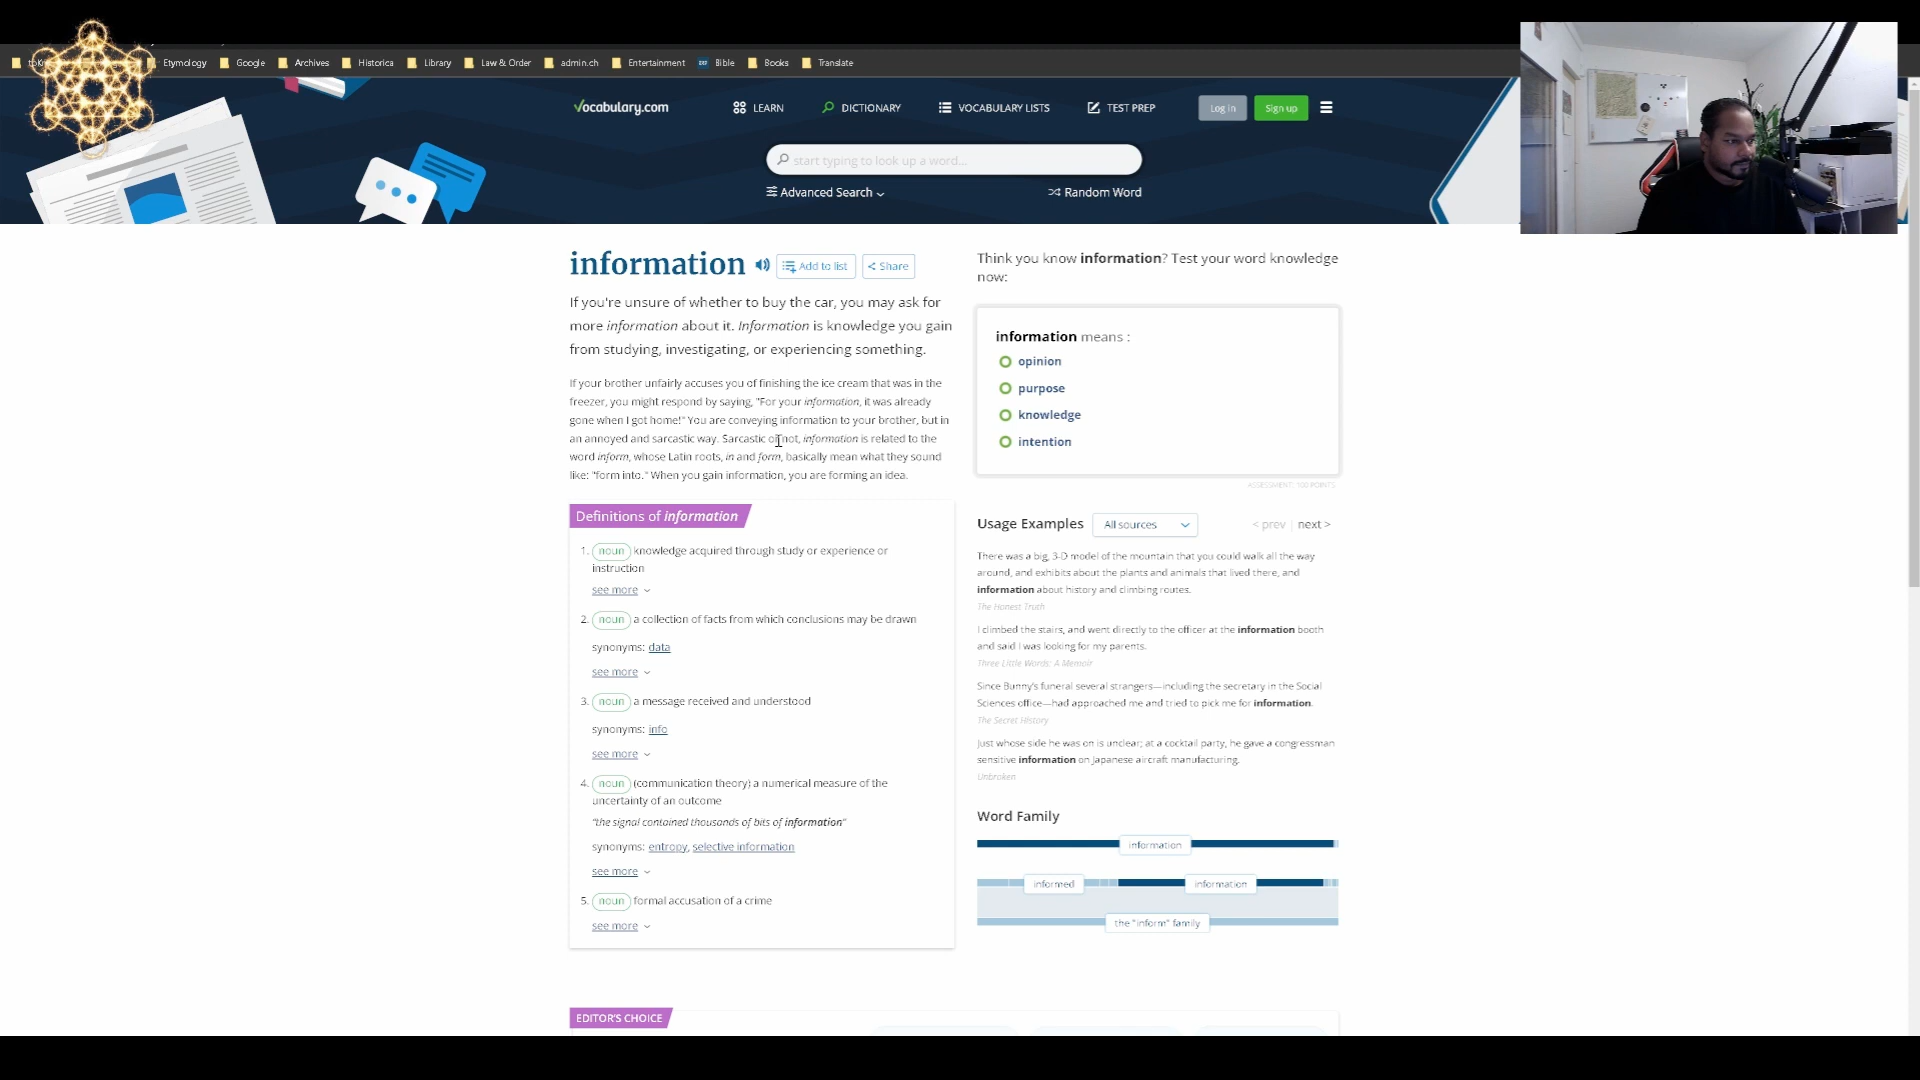 Etymology
Google
Archives
Historica
Library
Law & Order
admin.ch
Entertainment
Bible
Books
Translate
Vocabulary.com
LEARN
DICTIONARY
VOCABULARY LISTS
TEST PREP
Log in
Sign up
start typing to look up a word...
Advanced Search
Random Word
information
Add to list
Share
If you're unsure of whether to buy the car, you may ask for
more information about it. Information is knowledge you gain
from studying, investigating, or experiencing something.
If your brother unfairly accuses you of finishing the ice cream that was in the
freezer, you might respond by saying, "For your information, it was already
gone when I got home!" You are conveying information to your brother, but in
an annoyed and sarcastic way. Sarcastic or not, information is related to the
word inform, whose Latin roots, in and form, basically mean what they sound
like: "form into." When you gain information, you are forming an idea.
Definitions of information
1. noun knowledge acquired through study or experience or
instruction
see more
2. noun a collection of facts from which conclusions may be drawn
synonyms: data
see more
3. noun a message received and understood
synonyms: info
see more
4. noun (communication theory) a numerical measure of the
uncertainty of an outcome
"the signal contained thousands of bits of information"
synonyms: entropy, selective information
see more
5. noun formal accusation of a crime
see more
EDITOR'S CHOICE
Think you know information? Test your word knowledge
now:
information means :
opinion
purpose
knowledge
intention
ASSESSMENT: 100 POINTS
Usage Examples
All sources
< prev | next >
There was a big, 3-D model of the mountain that you could walk all the way
around, and exhibits about the plants and animals that lived there, and
information about history and climbing routes.
The Honest Truth
I climbed the stairs, and went directly to the officer at the information booth
and said I was looking for my parents.
Three Little Words: A Memoir
Since Bunny's funeral several strangers—including the secretary in the Social
Sciences office—had approached me and tried to pick me for information.
The Secret History
Just whose side he was on is unclear; at a cocktail party, he gave a congressman
sensitive information on Japanese aircraft manufacturing.
Unbroken
Word Family
information
informed
information
the "inform" family